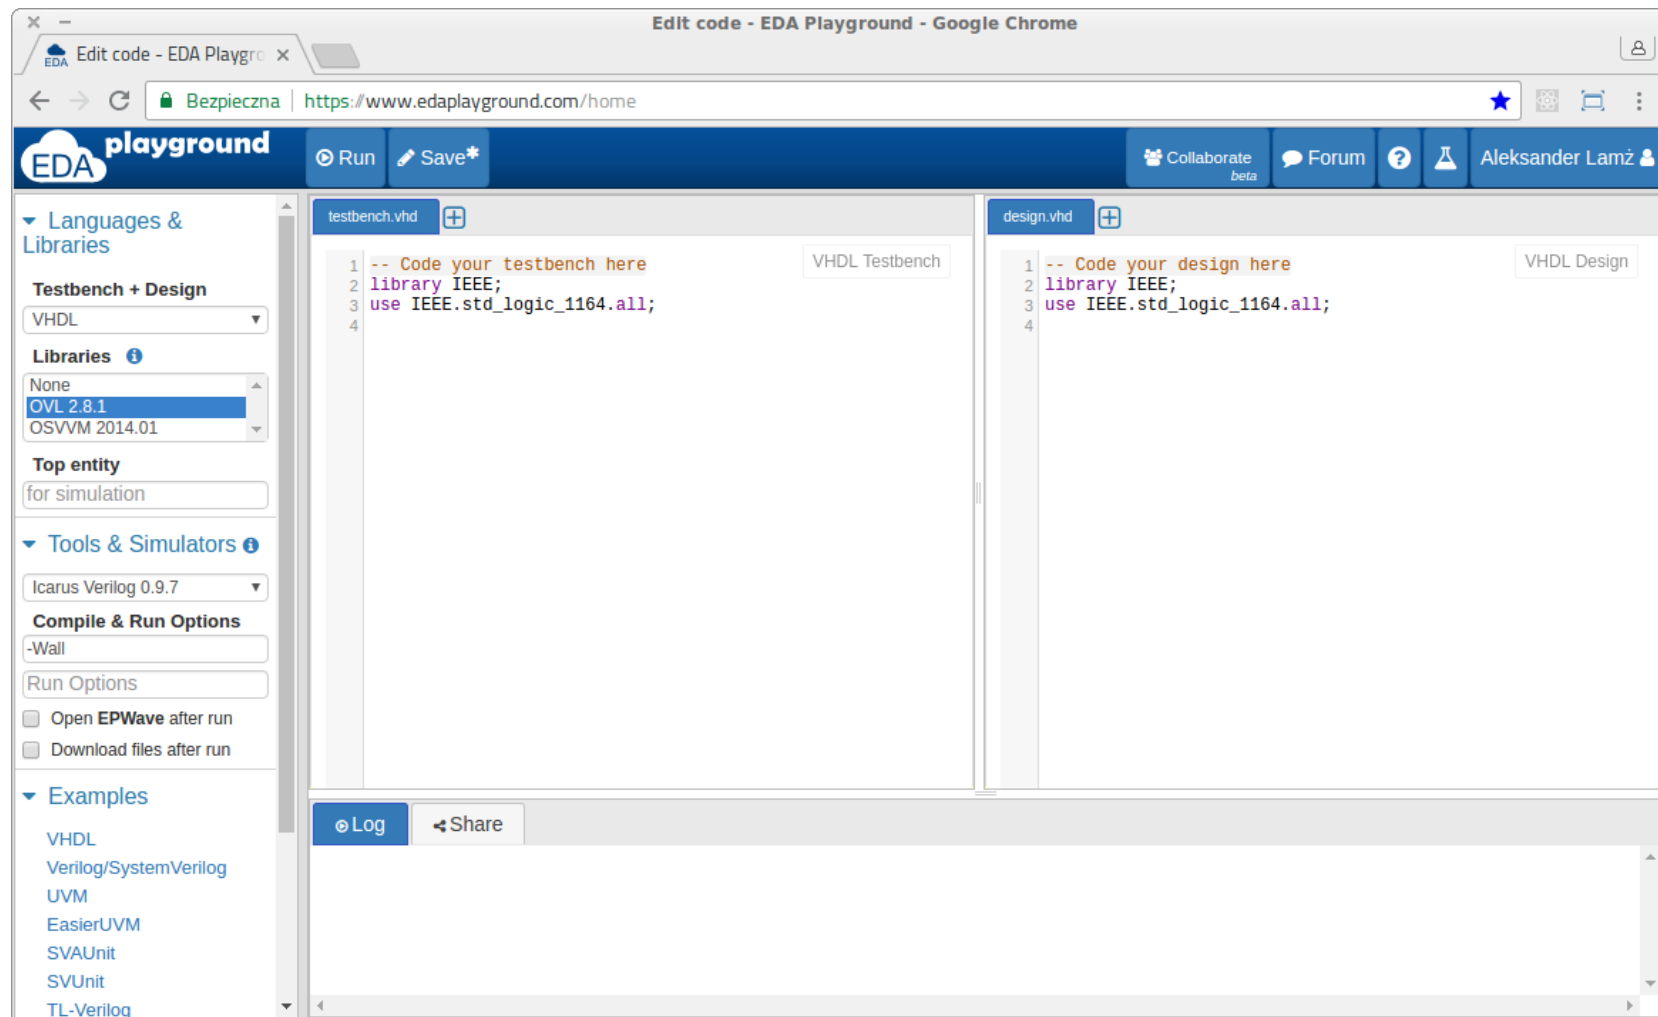 Edit code - EDA Playground - Google Chrome
EDA Edit code - EDA Playgro
Bezpieczna https://www.edaplayground.com/home
EDA playground
Run
Save*
Collaborate
beta
Forum
?
Aleksander Lamż
Languages &
Libraries
Testbench + Design
VHDL
Libraries
None
OVL 2.8.1
OSVVM 2014.01
Top entity
for simulation
Tools & Simulators
Icarus Verilog 0.9.7
Compile & Run Options
-Wall
Run Options
Open EPWave after run
Download files after run
Examples
VHDL
Verilog/SystemVerilog
UVM
EasierUVM
SVAUnit
SVUnit
TL-Verilog
testbench.vhd
VHDL Testbench
1 -- Code your testbench here
2 library IEEE;
3 use IEEE.std_logic_1164.all;
4
design.vhd
VHDL Design
1 -- Code your design here
2 library IEEE;
3 use IEEE.std_logic_1164.all;
4
Log
Share